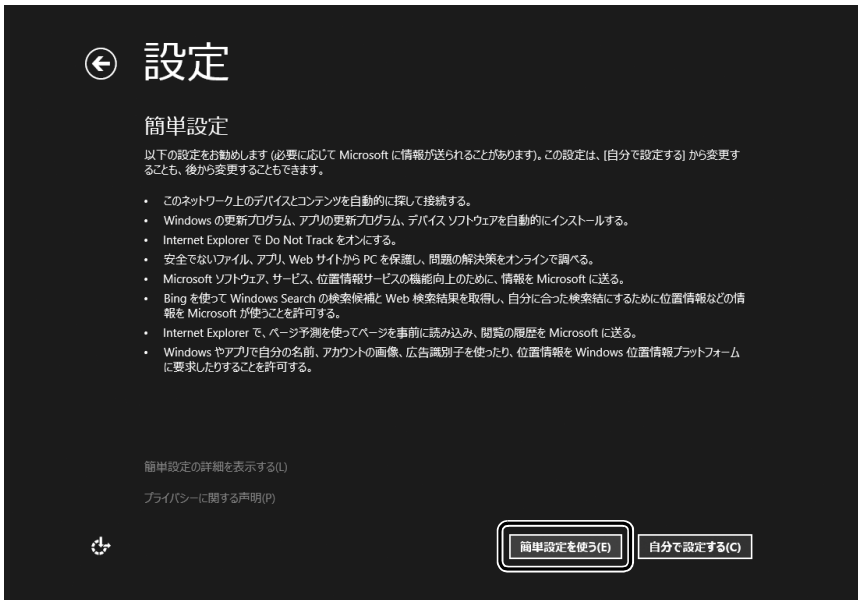 設定
簡単設定
以下の設定をお勧めします (必要に応じて Microsoft に情報が送られることがあります)。この設定は、[自分で設定する] から変更す
ることも、後から変更することもできます。
• このネットワーク上のデバイスとコンテンツを自動的に探して接続する。
• Windows の更新プログラム、アプリの更新プログラム、デバイス ソフトウェアを自動的にインストールする。
• Internet Explorer で Do Not Track をオンにする。
• 安全でないファイル、アプリ、Web サイトから PC を保護し、問題の解決策をオンラインで調べる。
• Microsoft ソフトウェア、サービス、位置情報サービスの機能向上のために、情報を Microsoft に送る。
• Bing を使って Windows Search の検索候補と Web 検索結果を取得し、自分に合った検索結にするために位置情報などの情
報を Microsoft が使うことを許可する。
• Internet Explorer で、ページ予測を使ってページを事前に読み込み、閲覧の履歴を Microsoft に送る。
• Windows やアプリで自分の名前、アカウントの画像、広告識別子を使ったり、位置情報を Windows 位置情報プラットフォーム
に要求したりすることを許可する。
簡単設定の詳細を表示する(L)
プライバシーに関する声明(P)
簡単設定を使う(E)
自分で設定する(C)